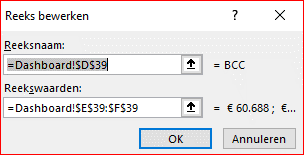 Reeks bewerken
Reeksnaam:
=Dashboard!$D$39 = BCC
Reekswaarden:
=Dashboard!$E$39:$F$39 = € 60.688 ; €...
OK Annuleren